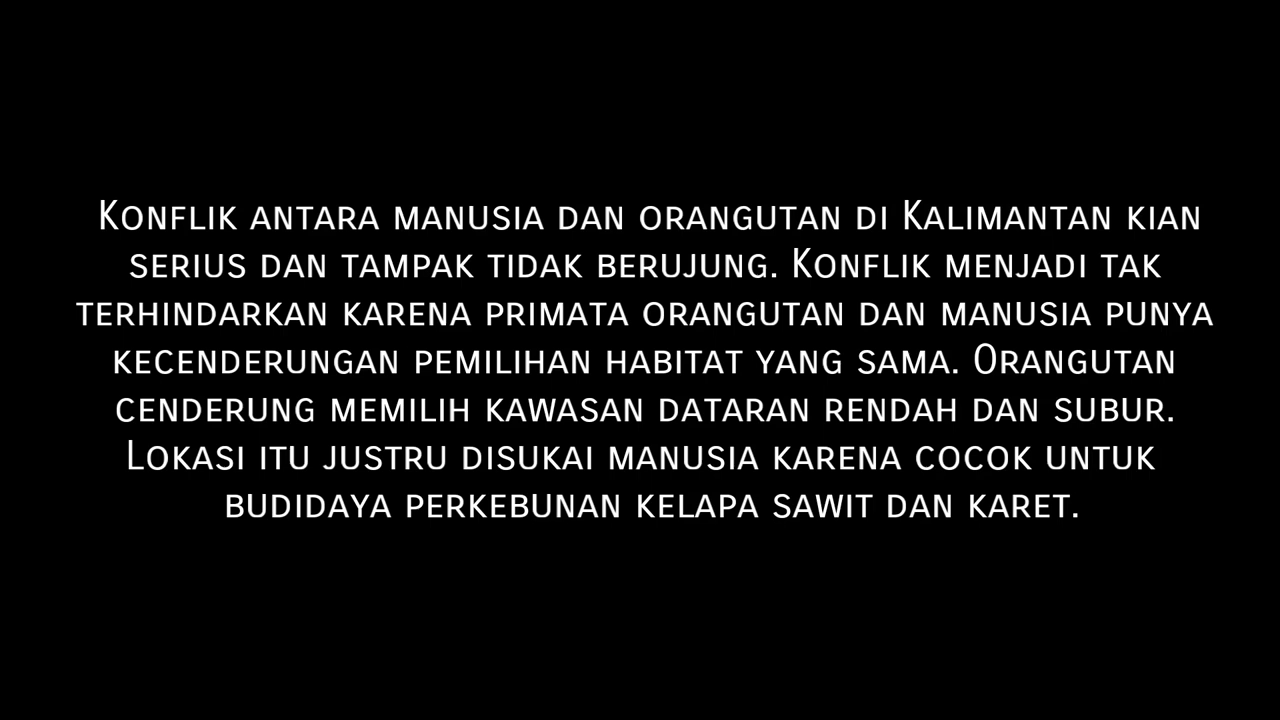 Konflik antara manusia dan orangutan di Kalimantan kian
serius dan tampak tidak berujung. Konflik menjadi tak
terhindarkan karena primata orangutan dan manusia punya
kecenderungan pemilihan habitat yang sama. Orangutan
cenderung memilih kawasan dataran rendah dan subur.
Lokasi itu justru disukai manusia karena cocok untuk
budidaya perkebunan kelapa sawit dan karet.